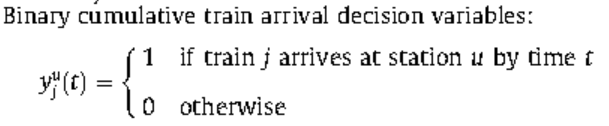 Binary cumulative train arrival decision variables:
y_j^u(t) = { 1 if train j arrives at station u by time t
0 otherwise